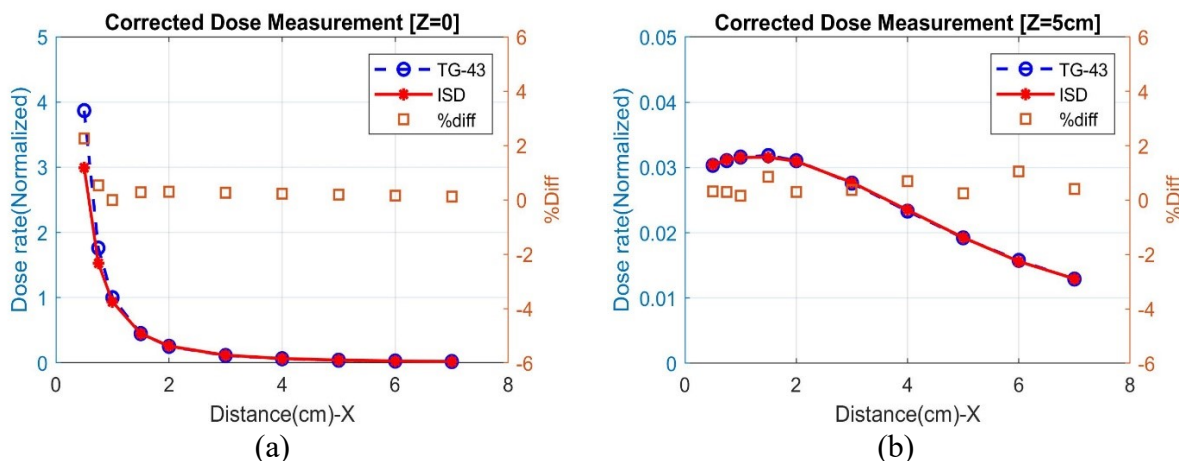 Corrected Dose Measurement [Z=0]
5
4
3
2
1
0
Dose rate(Normalized)
6
4
2
0
-2
-4
-6
%Diff
TG-43
ISD
%diff
0
2
4
6
8
Distance(cm)-X
(a)
Corrected Dose Measurement [Z=5cm]
0.05
0.04
0.03
0.02
0.01
0
Dose rate(Normalized)
6
4
2
0
-2
-4
-6
%Diff
TG-43
ISD
%diff
0
2
4
6
8
Distance(cm)-X
(b)